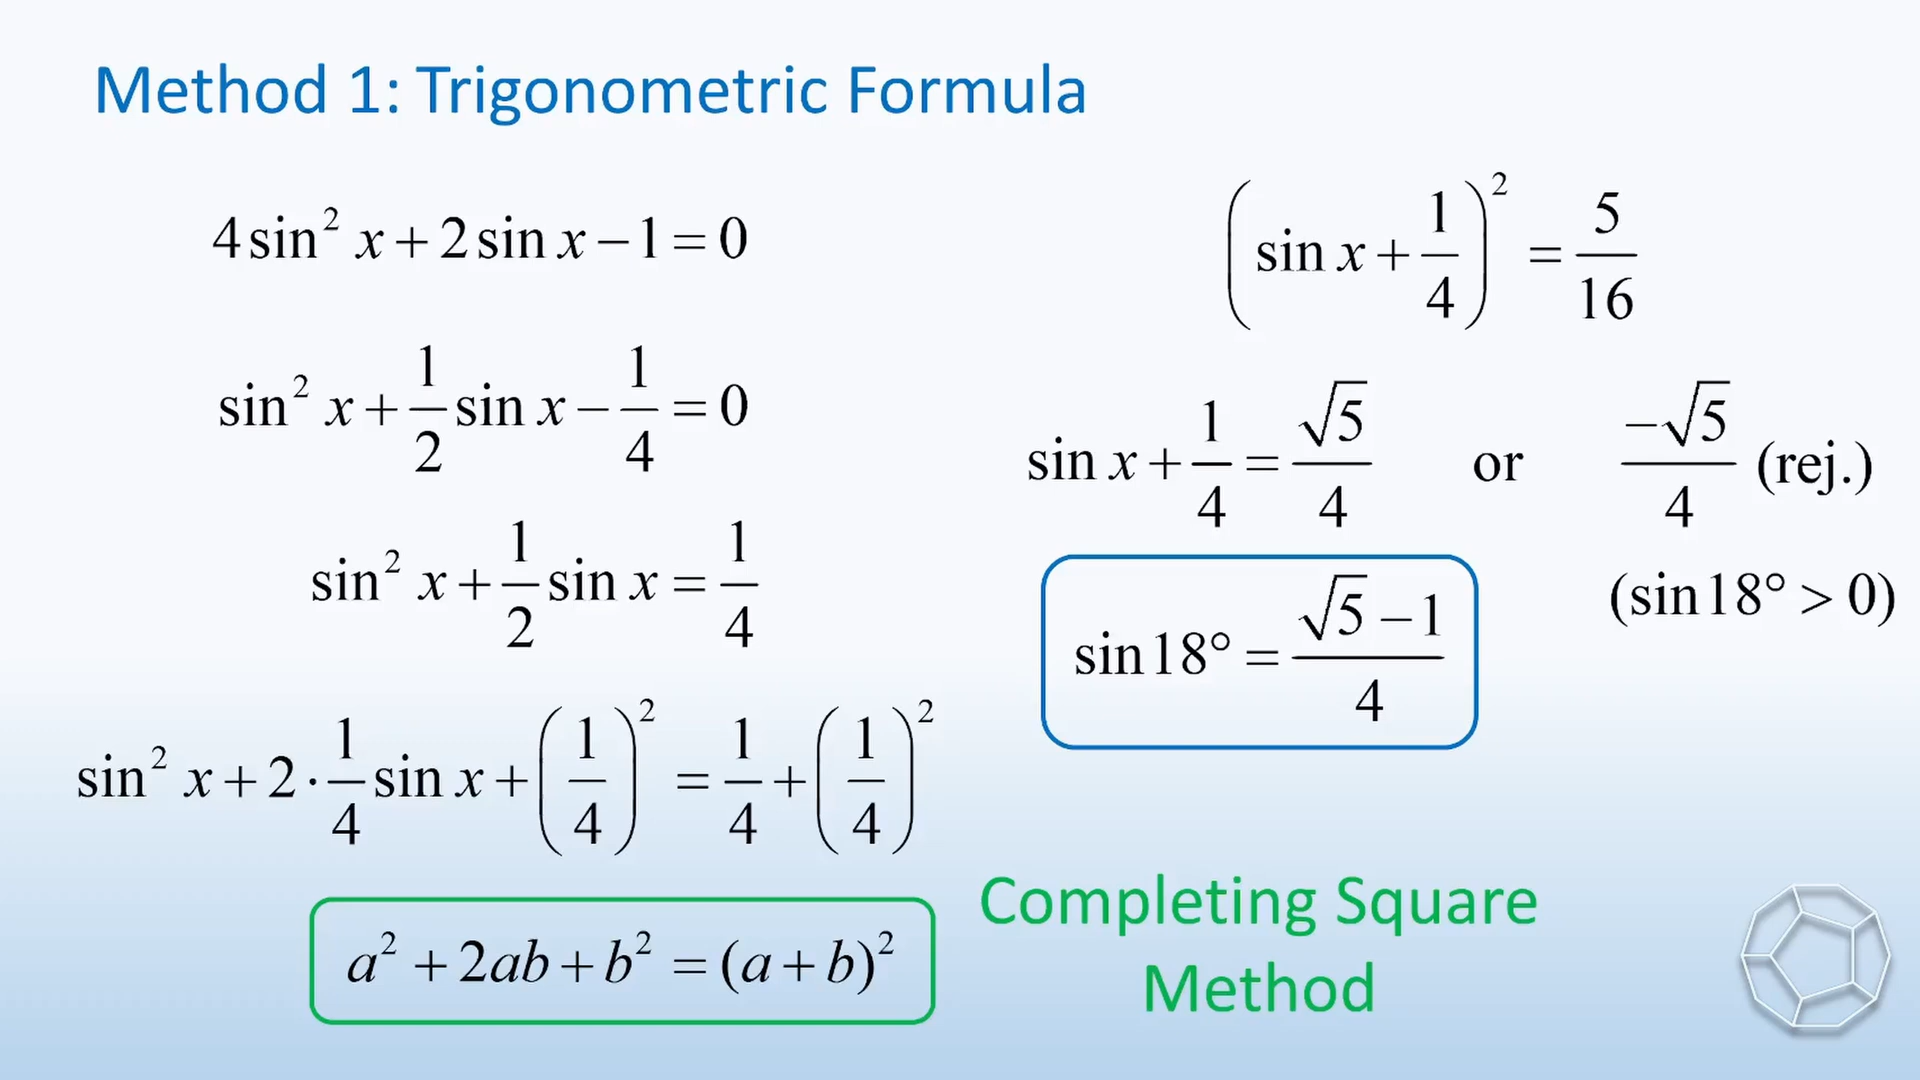 Method 1: Trigonometric Formula
4 sin² x + 2 sin x − 1 = 0
sin² x + 1/2 sin x − 1/4 = 0
sin² x + 1/2 sin x = 1/4
sin² x + 2 · 1/4 sin x + (1/4)² = 1/4 + (1/4)²
a² + 2ab + b² = (a + b)²
(sin x + 1/4)² = 5/16
sin x + 1/4 = √5/4 or −√5/4 (rej.)
(sin 18° > 0)
sin 18° = (√5 − 1)/4
Completing Square
Method